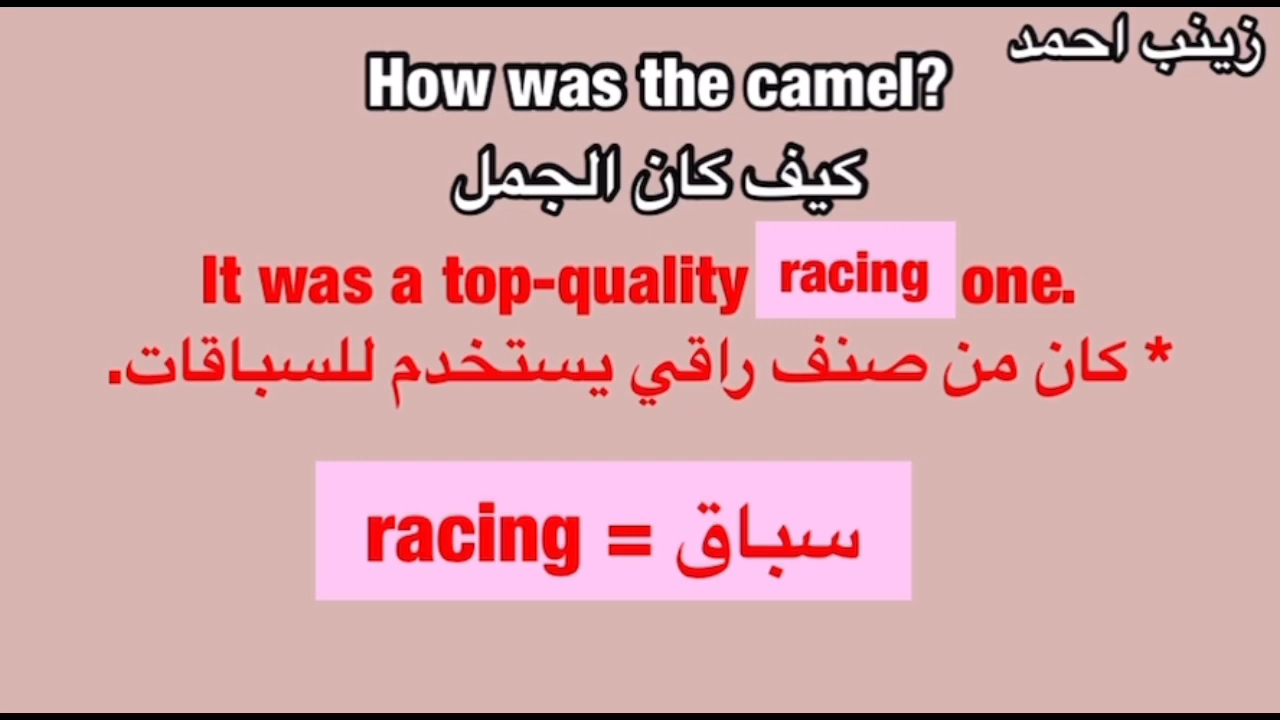 زينب احمد
How was the camel?
كيف كان الجمل
It was a top-quality racing one.
* كان من صنف راقي يستخدم للسباقات.
racing = سباق